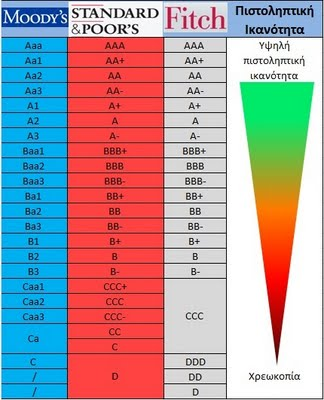 MOODY'S STANDARD &POOR'S Fitch Πιστοληπτική Ικανότητα
Aaa AAA AAA Υψηλή πιστοληπτική ικανότητα
Aa1 AA+ AA+
Aa2 AA AA
Aa3 AA- AA-
A1 A+ A+
A2 A A
A3 A- A-
Baa1 BBB+ BBB+
Baa2 BBB BBB
Baa3 BBB- BBB-
Ba1 BB+ BB+
Ba2 BB BB
Ba3 BB- BB-
B1 B+ B+
B2 B B
B3 B- B-
Caa1 CCC+ CCC
Caa2 CCC
Caa3 CCC-
Ca CC
C
C D DDD Χρεωκοπία
/ DD
/ D